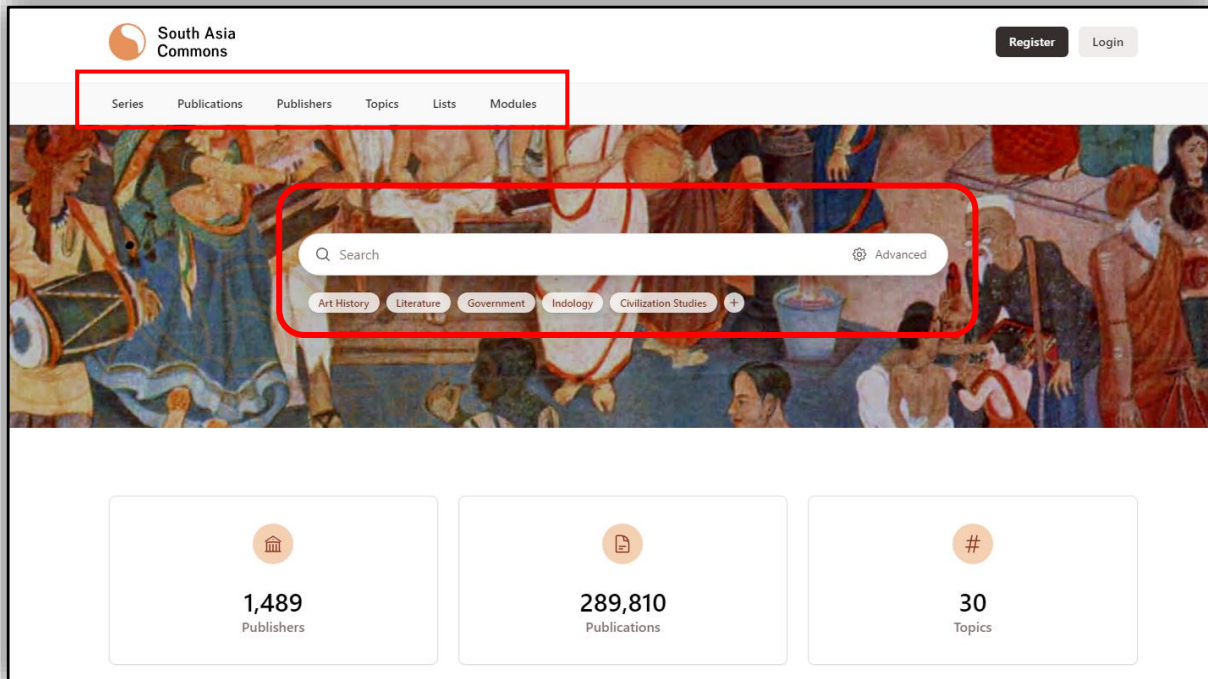 South Asia
Commons
Register Login
Series Publications Publishers Topics Lists Modules
Search Advanced
Art History Literature Government Indology Civilization Studies +
1,489 289,810 30
Publishers Publications Topics